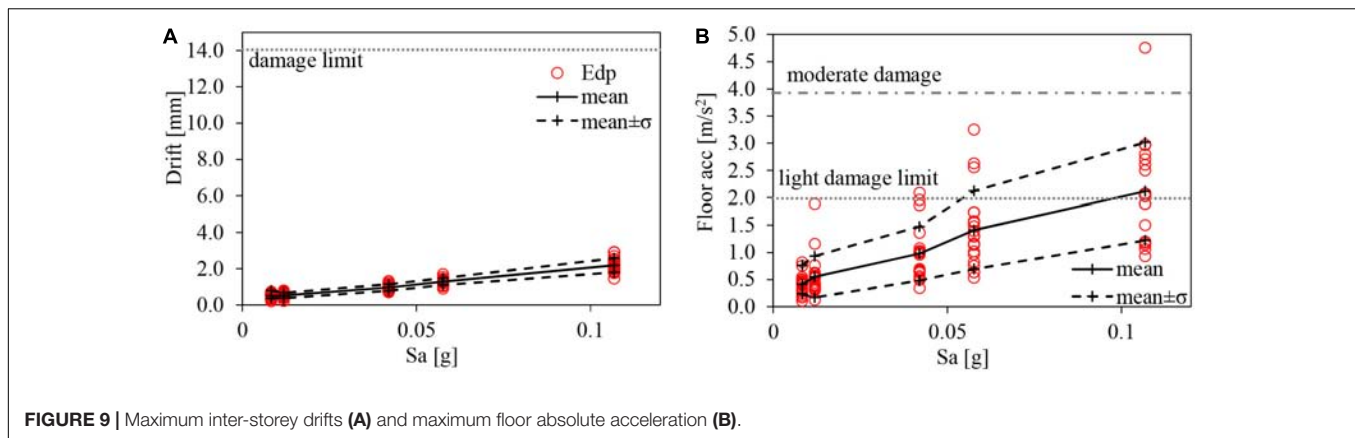 A
14.0
12.0
10.0
8.0
6.0
4.0
2.0
0.0
Drift [mm]
damage limit
Edp
mean
mean±σ
0
0.05
0.1
Sa [g]
B
5.0
4.5
4.0
3.5
3.0
2.5
2.0
1.5
1.0
0.5
0.0
Floor acc [m/s²]
moderate damage
light damage limit
mean
mean±σ
0
0.05
0.1
Sa [g]
FIGURE 9 | Maximum inter-storey drifts (A) and maximum floor absolute acceleration (B).